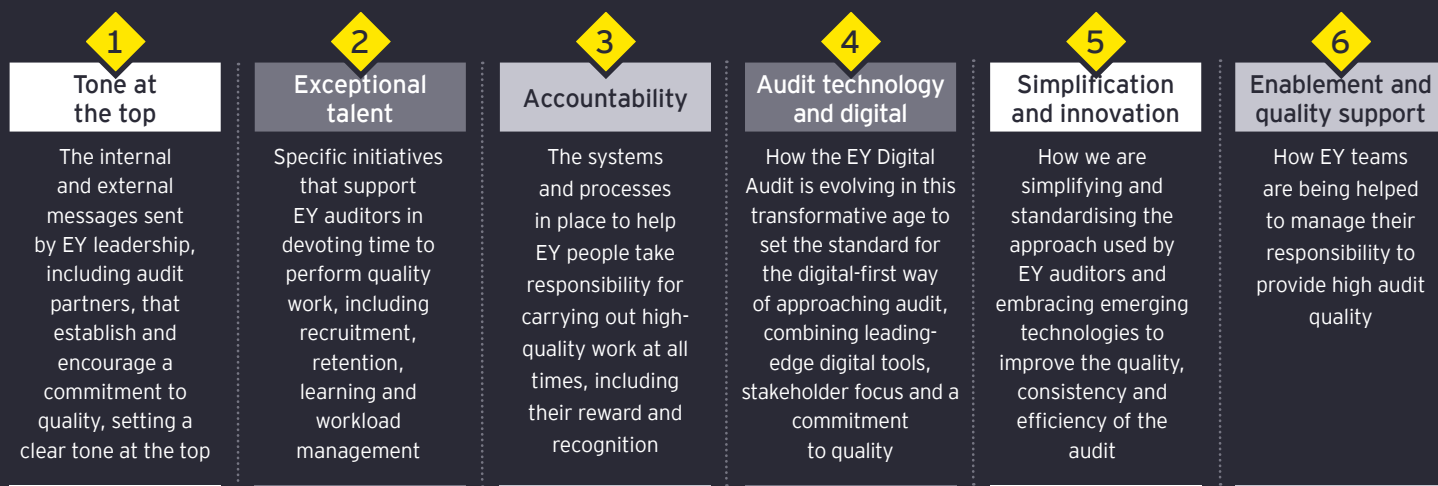 1
Tone at
the top
The internal
and external
messages sent
by EY leadership,
including audit
partners, that
establish and
encourage a
commitment to
quality, setting a
clear tone at the top
2
Exceptional
talent
Specific initiatives
that support
EY auditors in
devoting time to
perform quality
work, including
recruitment,
retention,
learning and
workload
management
3
Accountability
The systems
and processes
in place to help
EY people take
responsibility for
carrying out high-
quality work at all
times, including
their reward and
recognition
4
Audit technology
and digital
How the EY Digital
Audit is evolving in this
transformative age to
set the standard for
the digital-first way
of approaching audit,
combining leading-
edge digital tools,
stakeholder focus and a
commitment
to quality
5
Simplification
and innovation
How we are
simplifying and
standardising the
approach used by
EY auditors and
embracing emerging
technologies to
improve the quality,
consistency and
efficiency of the
audit
6
Enablement and
quality support
How EY teams
are being helped
to manage their
responsibility to
provide high audit
quality